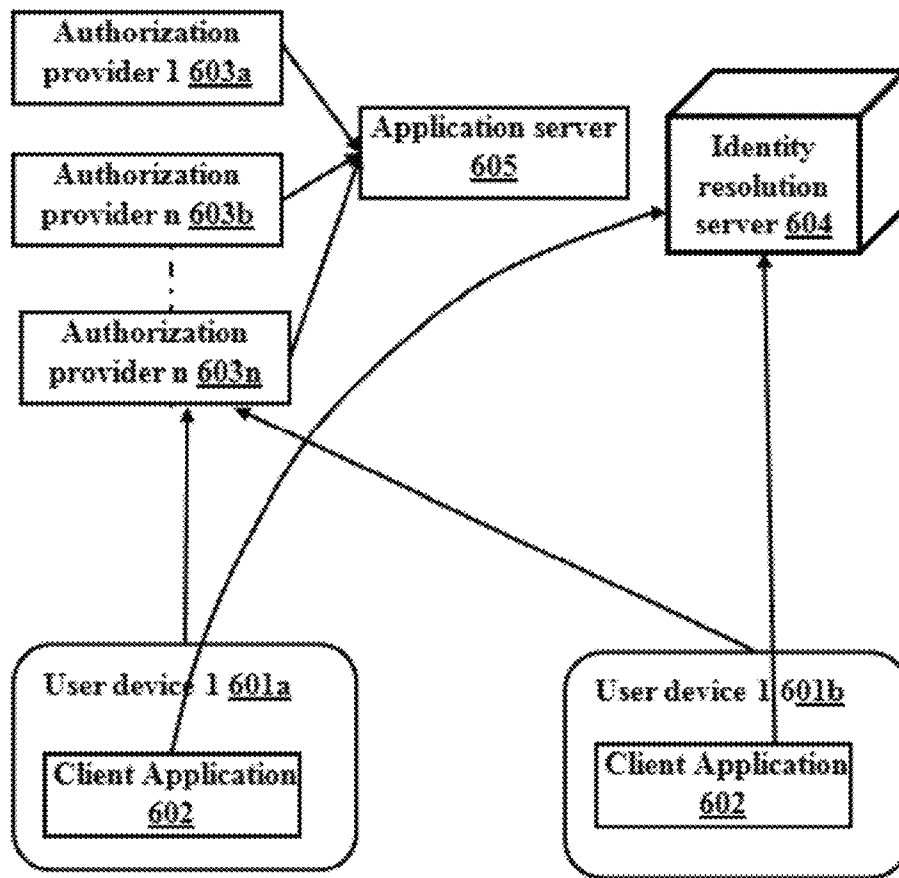 Authorization
provider 1 603a
Application server
605
Identity
resolution
server 604
Authorization
provider n 603b
Authorization
provider n 603n
User device 1 601a
Client Application
602
User device 1 601b
Client Application
602